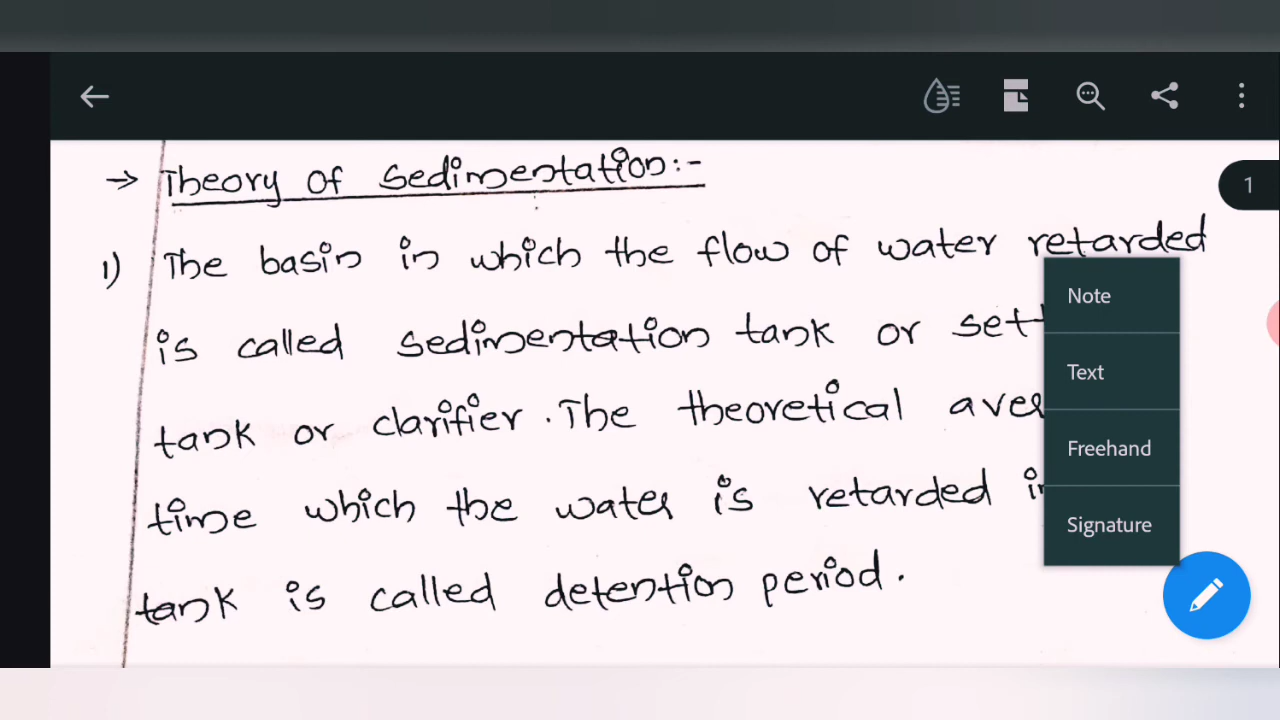 1
→ Theory of Sedimentation:-
1) The basin in which the flow of water retarded
is called sedimentation tank or
tank or clarifier. The theoretical
time which the water is retarded
tank is called detention period.
Note
Text
Freehand
Signature